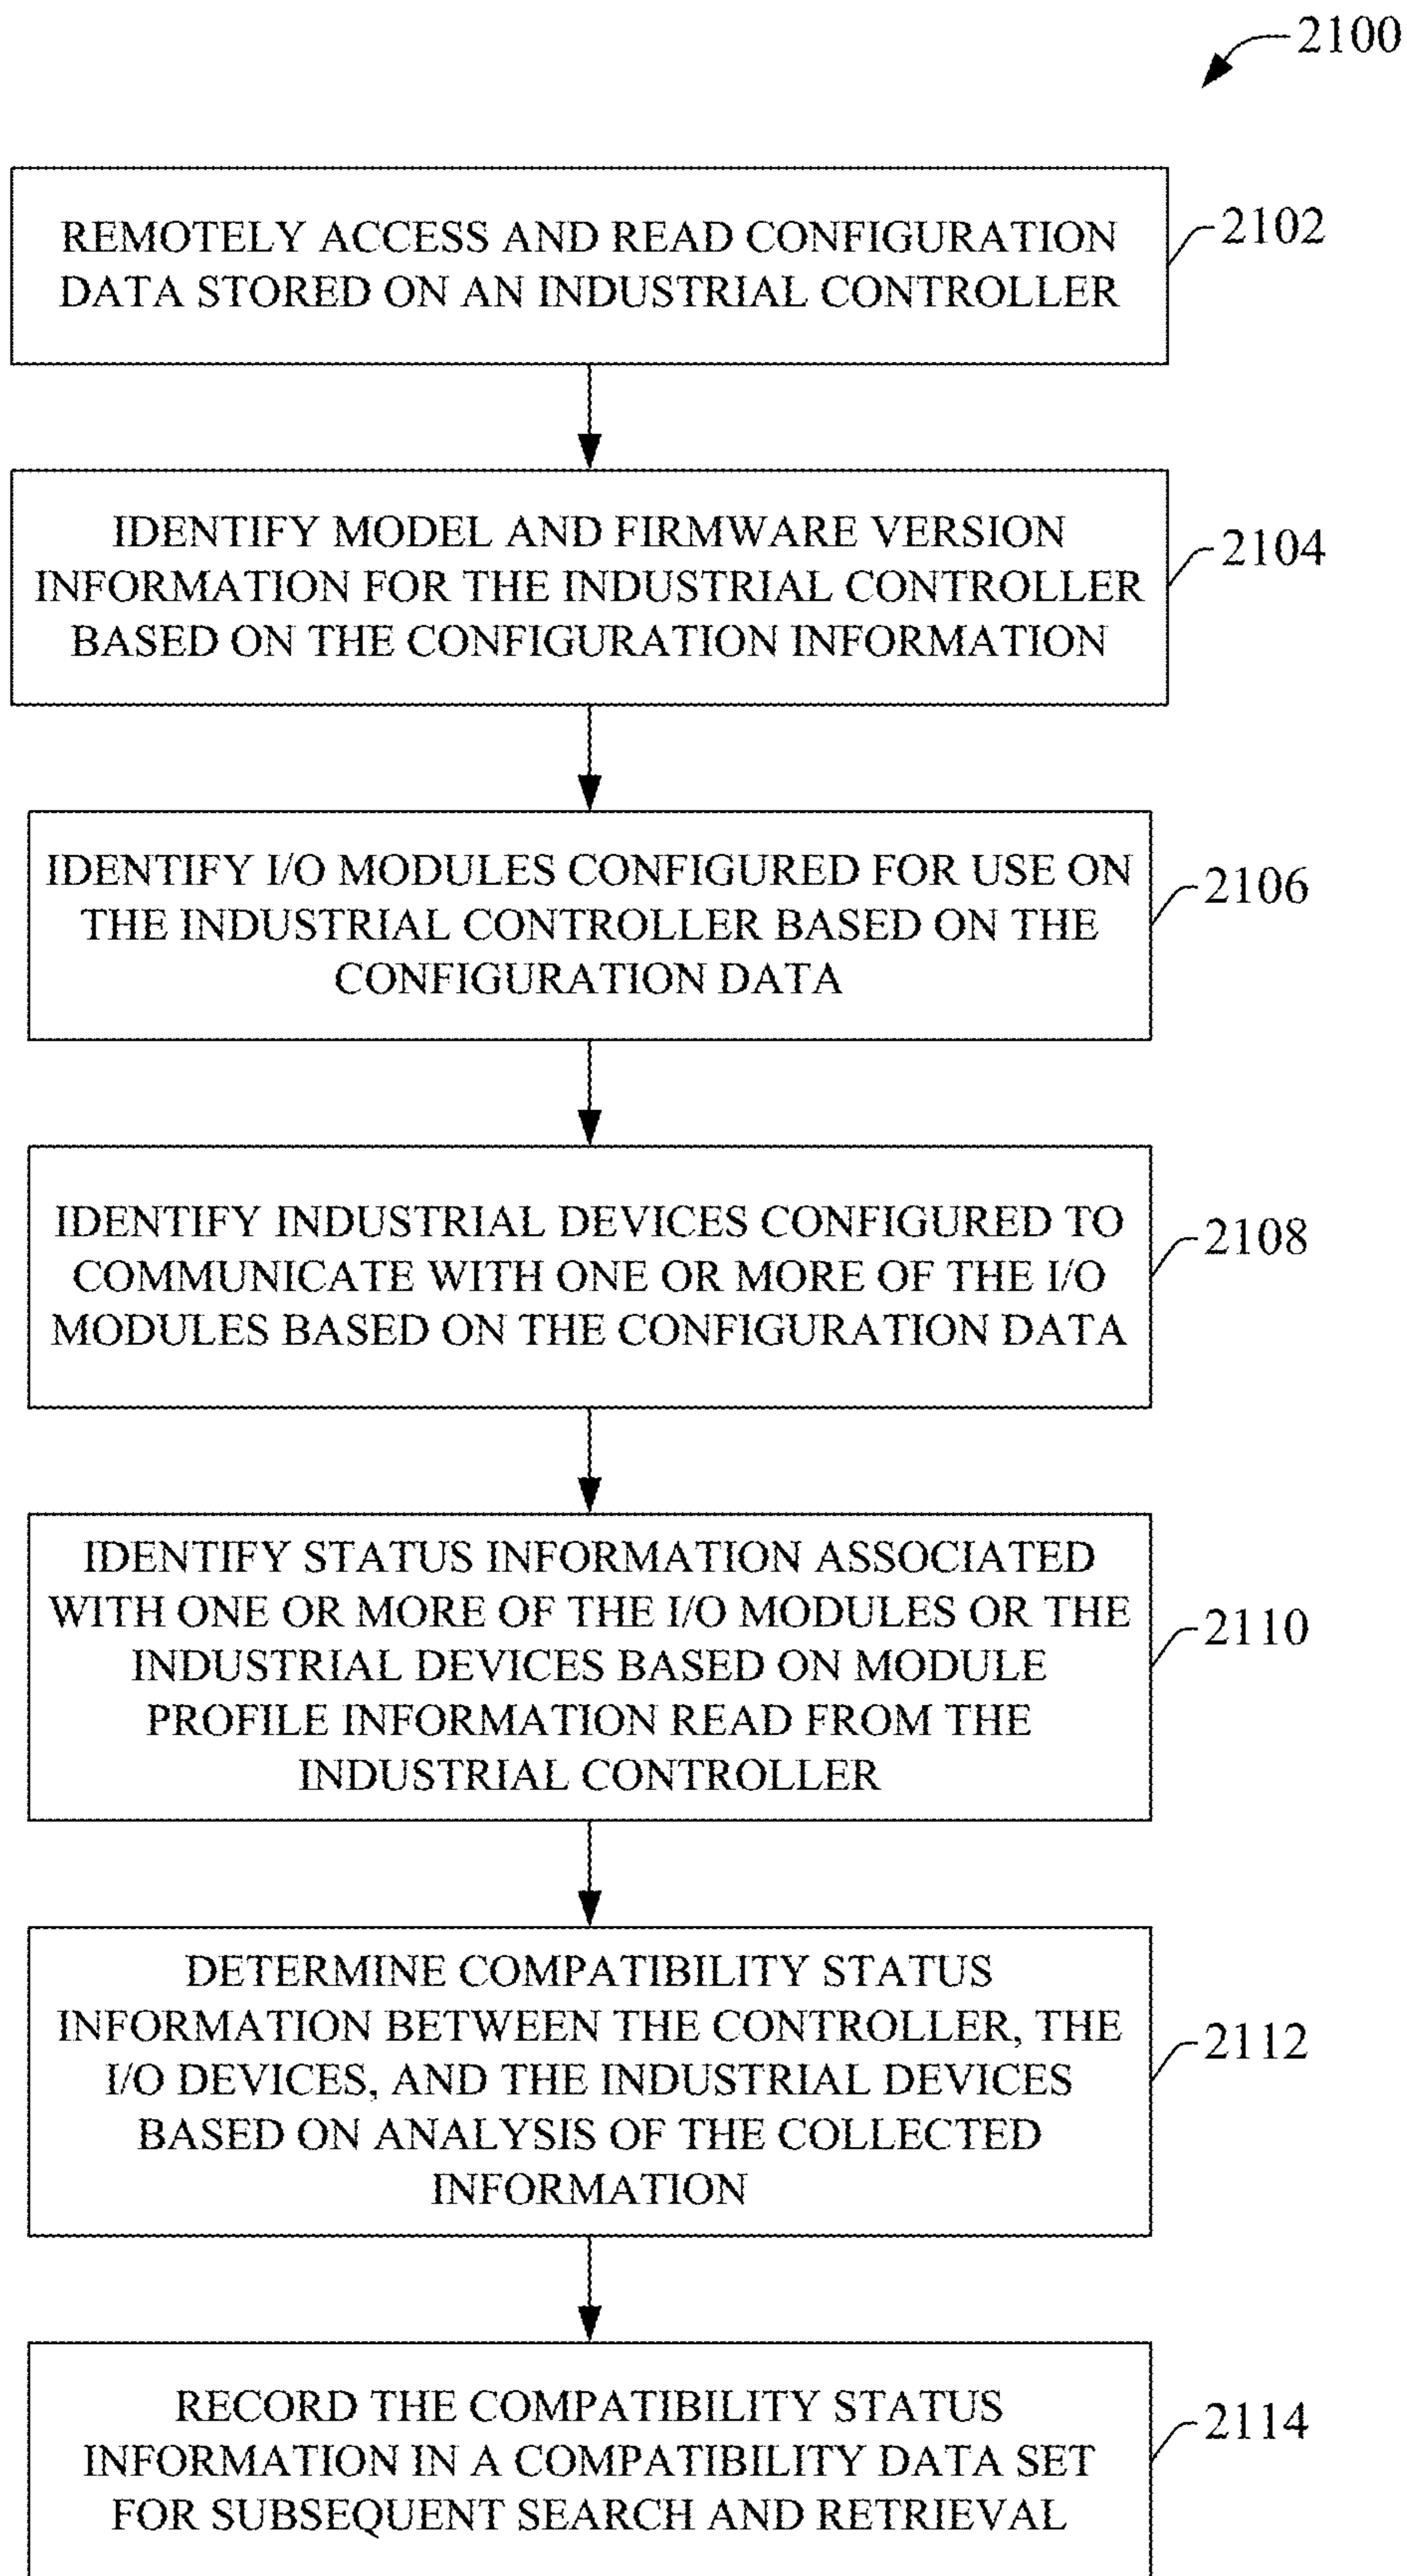 2100
REMOTELY ACCESS AND READ CONFIGURATION
DATA STORED ON AN INDUSTRIAL CONTROLLER
2102
IDENTIFY MODEL AND FIRMWARE VERSION
INFORMATION FOR THE INDUSTRIAL CONTROLLER
BASED ON THE CONFIGURATION INFORMATION
2104
IDENTIFY I/O MODULES CONFIGURED FOR USE ON
THE INDUSTRIAL CONTROLLER BASED ON THE
CONFIGURATION DATA
2106
IDENTIFY INDUSTRIAL DEVICES CONFIGURED TO
COMMUNICATE WITH ONE OR MORE OF THE I/O
MODULES BASED ON THE CONFIGURATION DATA
2108
IDENTIFY STATUS INFORMATION ASSOCIATED
WITH ONE OR MORE OF THE I/O MODULES OR THE
INDUSTRIAL DEVICES BASED ON MODULE
PROFILE INFORMATION READ FROM THE
INDUSTRIAL CONTROLLER
2110
DETERMINE COMPATIBILITY STATUS
INFORMATION BETWEEN THE CONTROLLER, THE
I/O DEVICES, AND THE INDUSTRIAL DEVICES
BASED ON ANALYSIS OF THE COLLECTED
INFORMATION
2112
RECORD THE COMPATIBILITY STATUS
INFORMATION IN A COMPATIBILITY DATA SET
FOR SUBSEQUENT SEARCH AND RETRIEVAL
2114